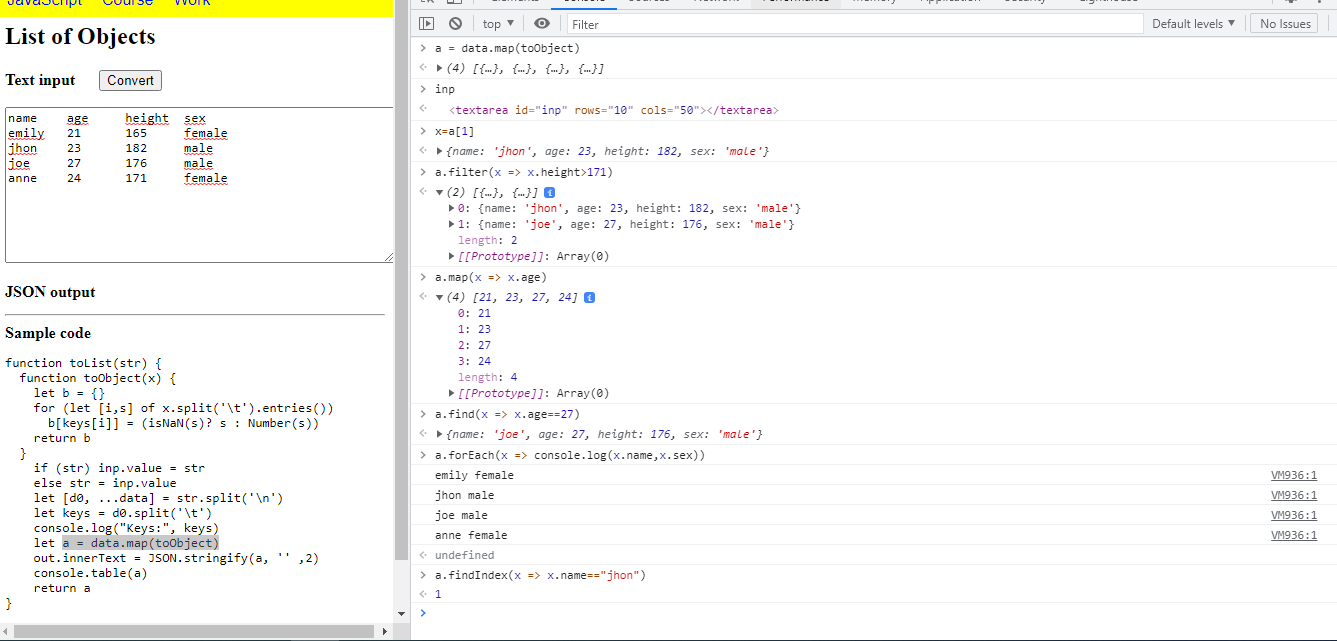 JavaScript Course Work
List of Objects
Text input Convert
name age height sex
emily 21 165 female
jhon 23 182 male
joe 27 176 male
anne 24 171 female
JSON output
Sample code
function toList(str) {
  function toObject(x) {
    let b = {}
    for (let [i,s] of x.split('\t').entries())
      b[keys[i]] = (isNaN(s)? s : Number(s))
    return b
  }
    if (str) inp.value = str
    else str = inp.value
    let [d0, ...data] = str.split('\n')
    let keys = d0.split('\t')
    console.log("Keys:", keys)
    let a = data.map(toObject)
    out.innerText = JSON.stringify(a, '' ,2)
    console.table(a)
    return a
}
top ▼ Filter Default levels ▼ No Issues
> a = data.map(toObject)
<· ▶ (4) [{…}, {…}, {…}, {…}]
> inp
<· <textarea id="inp" rows="10" cols="50"></textarea>
> x=a[1]
<· ▶ {name: 'jhon', age: 23, height: 182, sex: 'male'}
> a.filter(x => x.height>171)
<· ▼ (2) [{…}, {…}] i
▶ 0: {name: 'jhon', age: 23, height: 182, sex: 'male'}
▶ 1: {name: 'joe', age: 27, height: 176, sex: 'male'}
length: 2
▶ [[Prototype]]: Array(0)
> a.map(x => x.age)
<· ▼ (4) [21, 23, 27, 24] i
0: 21
1: 23
2: 27
3: 24
length: 4
▶ [[Prototype]]: Array(0)
> a.find(x => x.age==27)
<· ▶ {name: 'joe', age: 27, height: 176, sex: 'male'}
> a.forEach(x => console.log(x.name,x.sex))
emily female VM936:1
jhon male VM936:1
joe male VM936:1
anne female VM936:1
<· undefined
> a.findIndex(x => x.name=="jhon")
<· 1
>